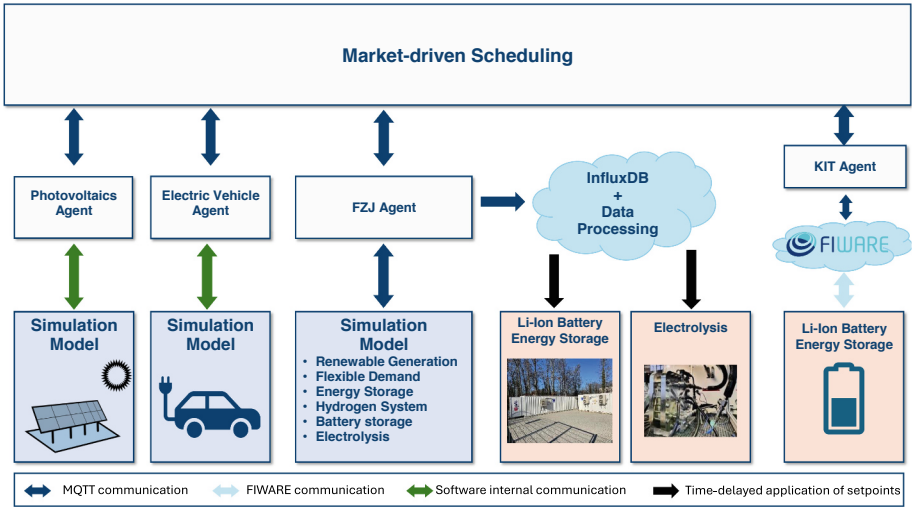 Market-driven Scheduling
Photovoltaics
Agent
Electric Vehicle
Agent
FZJ Agent
InfluxDB
+
Data
Processing
KIT Agent
FIWARE
Simulation
Model
Simulation
Model
Simulation
Model
• Renewable Generation
• Flexible Demand
• Energy Storage
• Hydrogen System
• Battery storage
• Electrolysis
Li-Ion Battery
Energy Storage
Electrolysis
Li-Ion Battery
Energy Storage
MQTT communication
FIWARE communication
Software internal communication
Time-delayed application of setpoints